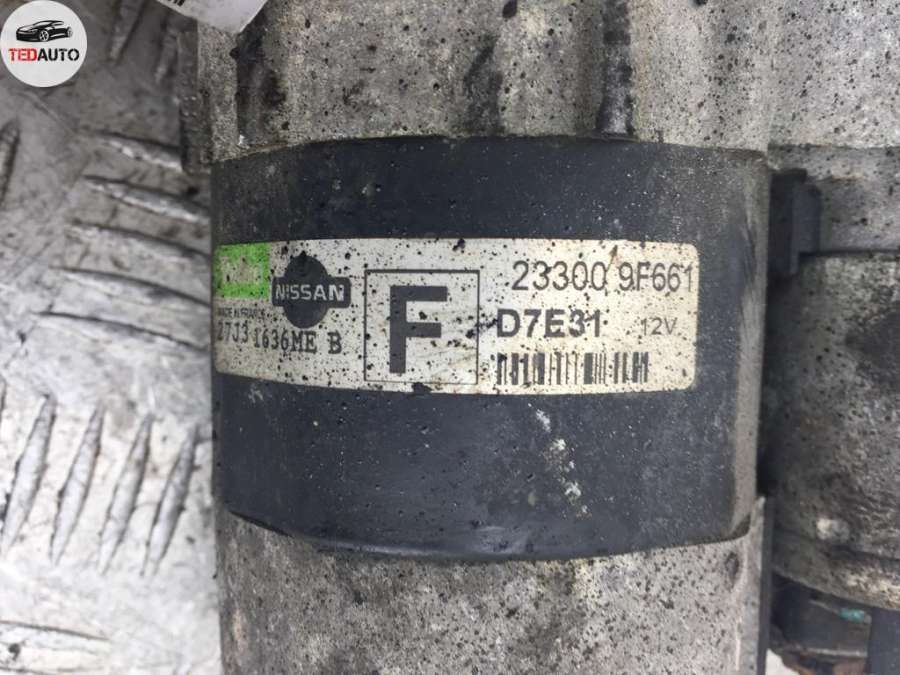 TEDAUTO
NISSAN
MADE IN FRANCE
1636ME B
F
23300 9F661
D7E31 12V